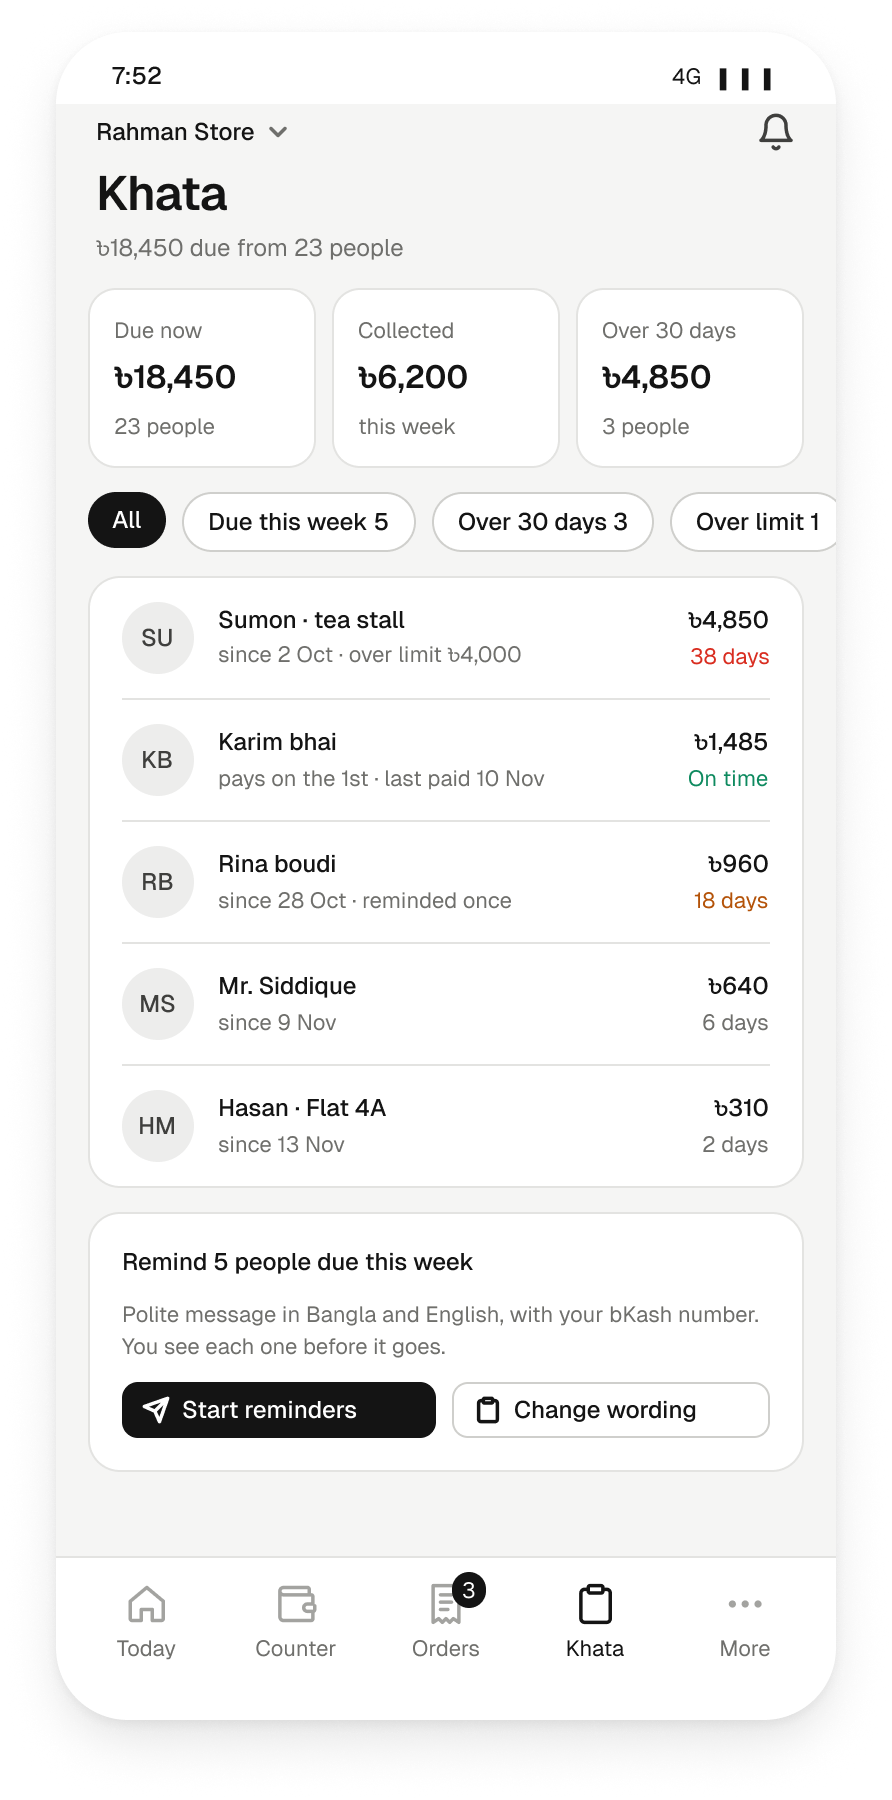 7:52
4G
Rahman Store
Khata
৳18,450 due from 23 people
Due now
৳18,450
23 people
Collected
৳6,200
this week
Over 30 days
৳4,850
3 people
All
Due this week 5
Over 30 days 3
Over limit 1
SU
Sumon · tea stall
since 2 Oct · over limit ৳4,000
৳4,850
38 days
KB
Karim bhai
pays on the 1st · last paid 10 Nov
৳1,485
On time
RB
Rina boudi
since 28 Oct · reminded once
৳960
18 days
MS
Mr. Siddique
since 9 Nov
৳640
6 days
HM
Hasan · Flat 4A
since 13 Nov
৳310
2 days
Remind 5 people due this week
Polite message in Bangla and English, with your bKash number.
You see each one before it goes.
Start reminders
Change wording
3
Today
Counter
Orders
Khata
More